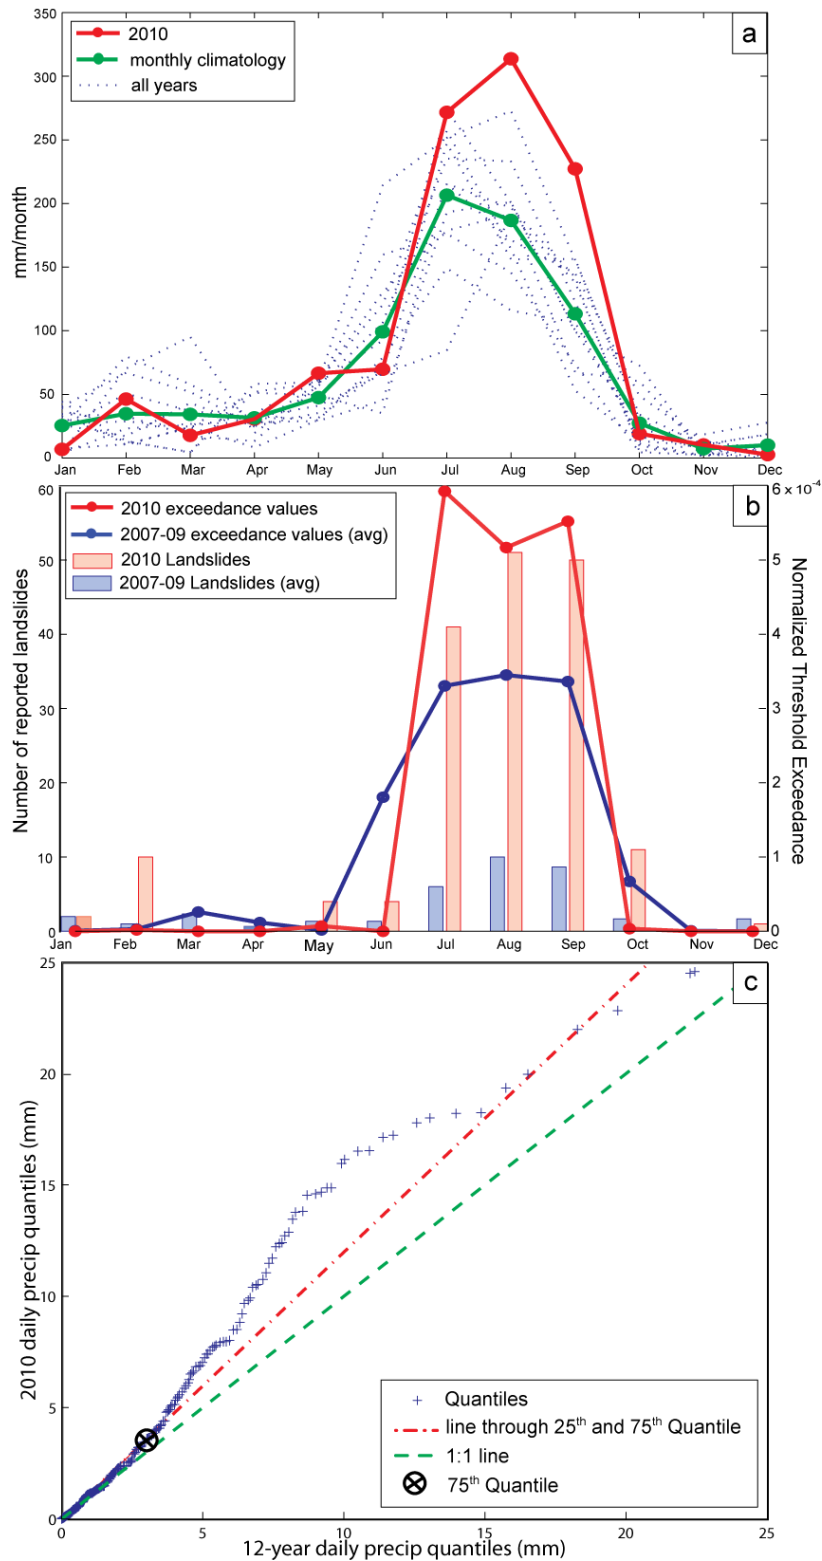 350
300
250
200
150
100
50
0
mm/month
a
2010
monthly climatology
all years
Jan Feb Mar Apr May Jun Jul Aug Sep Oct Nov Dec
60
50
40
30
20
10
0
Number of reported landslides
b
2010 exceedance values
2007-09 exceedance values (avg)
2010 Landslides
2007-09 Landslides (avg)
6 x 10-4
5
4
3
2
1
0
Normalized Threshold Exceedance
Jan Feb Mar Apr May Jun Jul Aug Sep Oct Nov Dec
25
20
15
10
5
0
2010 daily precip quantiles (mm)
c
Quantiles
line through 25th and 75th Quantile
1:1 line
75th Quantile
0 5 10 15 20 25
12-year daily precip quantiles (mm)